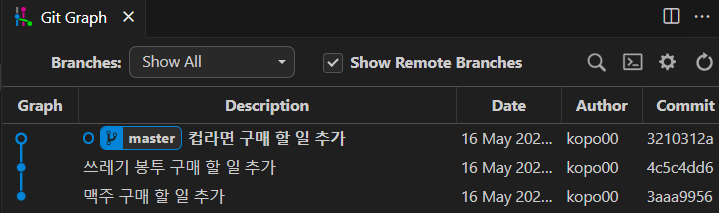 Git Graph
Branches: Show All Show Remote Branches
Graph Description Date Author Commit
master 컵라면 구매 할 일 추가 16 May 202... kopo00 3210312a
쓰레기 봉투 구매 할 일 추가 16 May 202... kopo00 4c5c4dd6
맥주 구매 할 일 추가 16 May 202... kopo00 3aaa9956